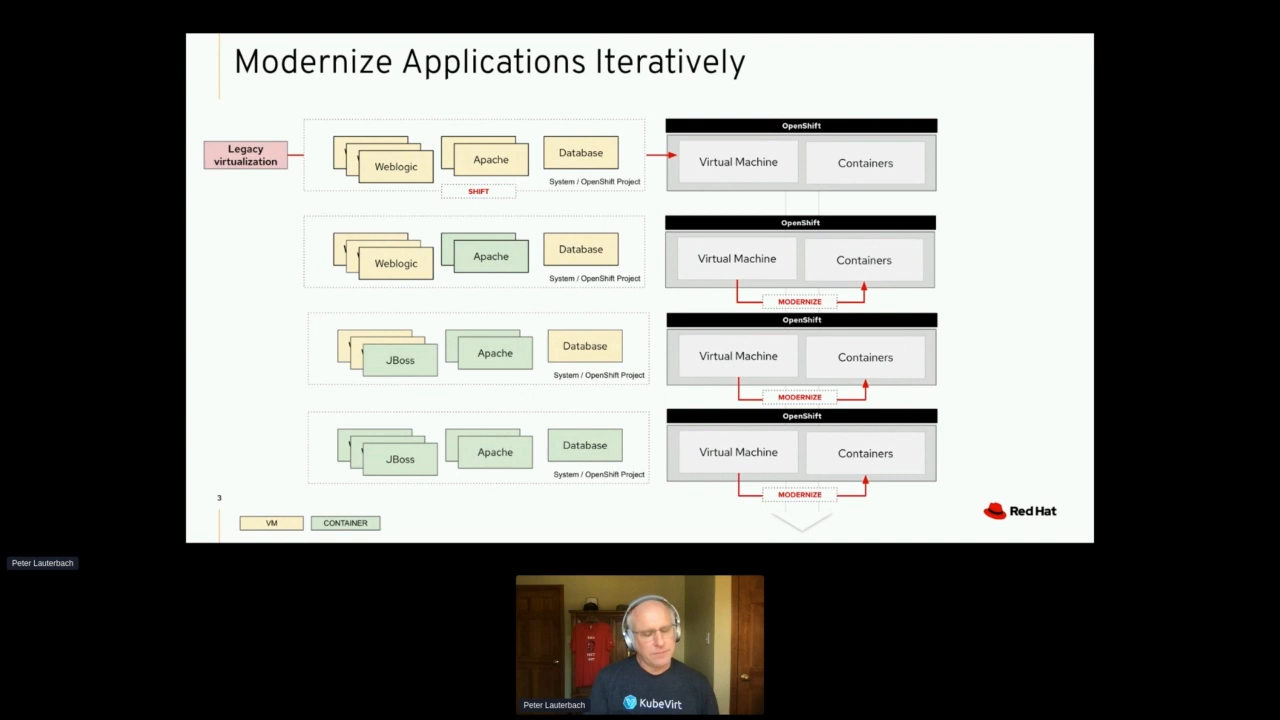 Modernize Applications Iteratively
Legacy
virtualization
Weblogic
Apache
Database
System / OpenShift Project
SHIFT
OpenShift
Virtual Machine
Containers
Weblogic
Apache
Database
System / OpenShift Project
OpenShift
Virtual Machine
Containers
MODERNIZE
JBoss
Apache
Database
System / OpenShift Project
OpenShift
Virtual Machine
Containers
MODERNIZE
JBoss
Apache
Database
System / OpenShift Project
OpenShift
Virtual Machine
Containers
MODERNIZE
3
VM
CONTAINER
Red Hat
Peter Lauterbach
KubeVirt
Peter Lauterbach